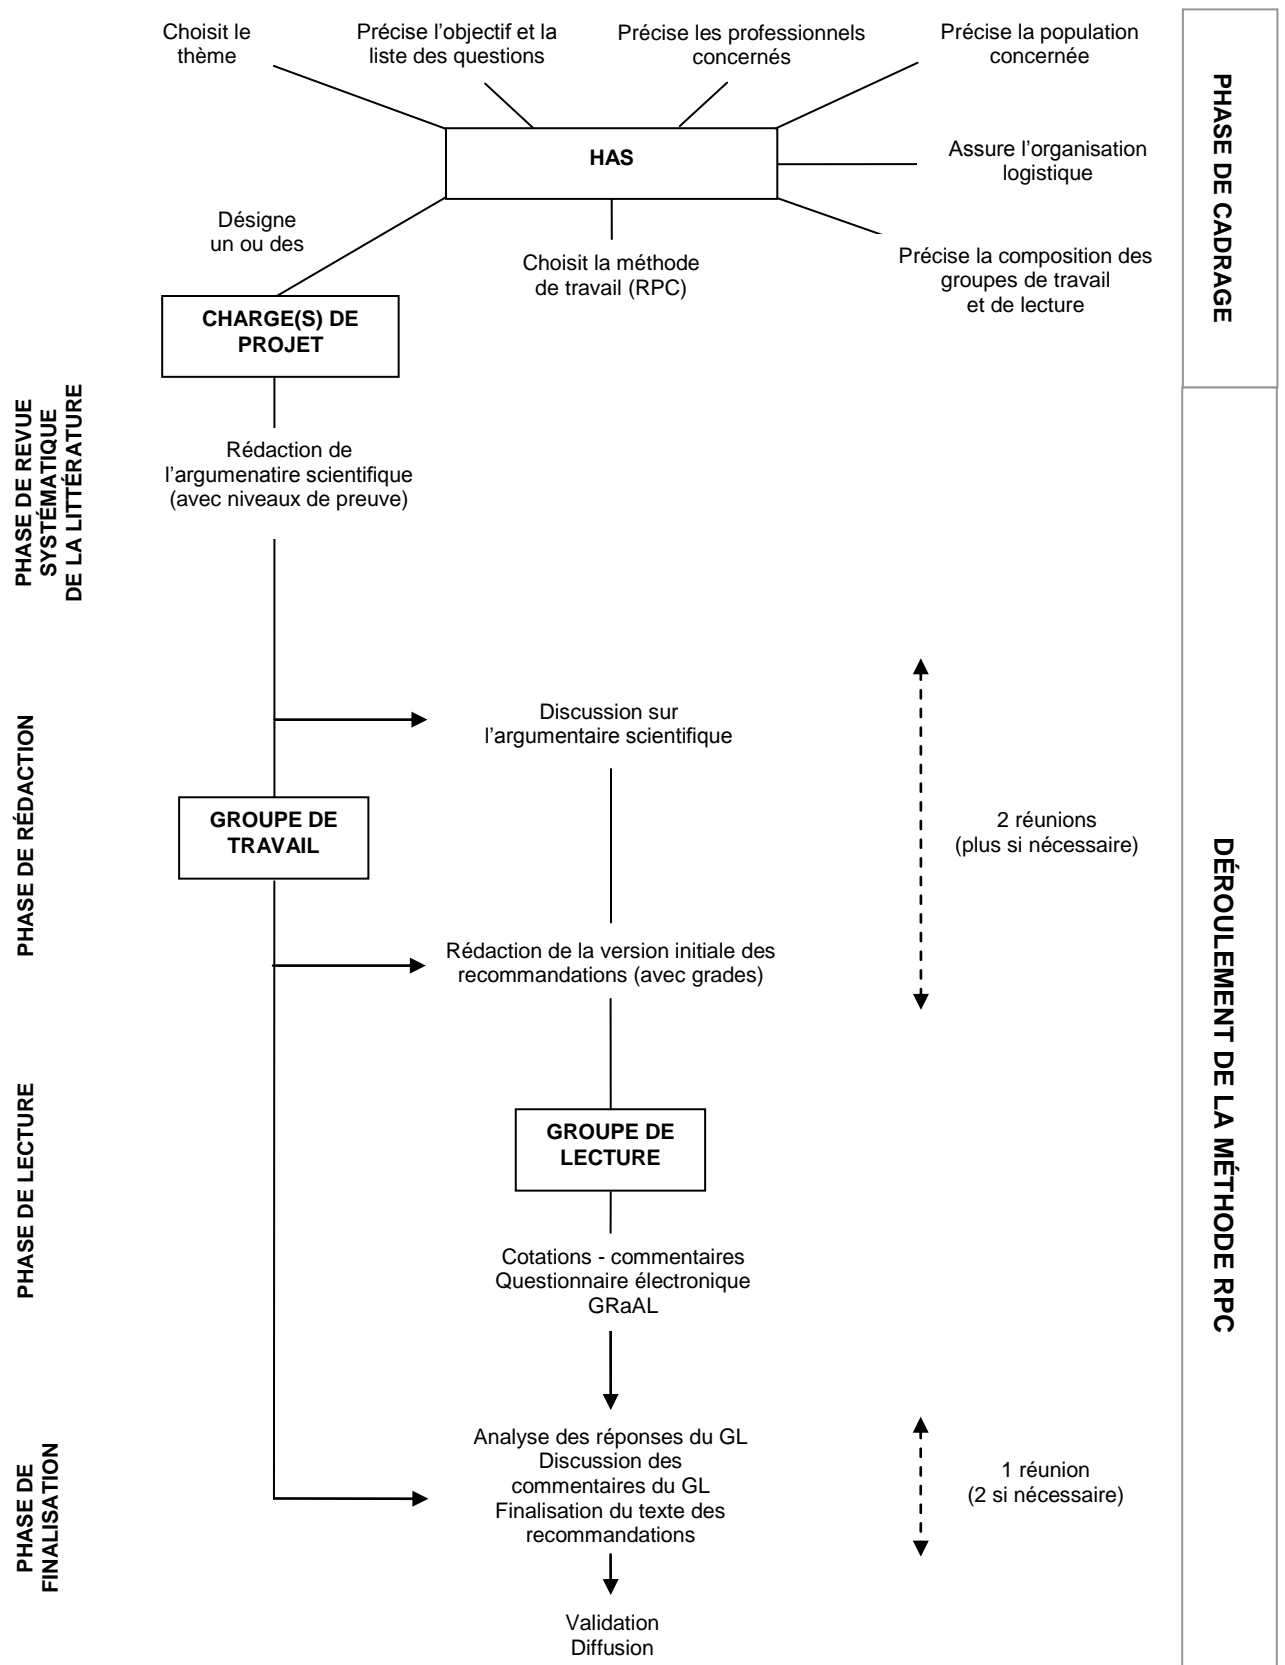 Choisit le
thème
Précise l’objectif et la
liste des questions
Précise les professionnels
concernés
Précise la population
concernée
HAS
Assure l’organisation
logistique
Désigne
un ou des
Choisit la méthode
de travail (RPC)
Précise la composition des
groupes de travail
et de lecture
PHASE DE CADRAGE
CHARGE(S) DE
PROJET
PHASE DE REVUE
SYSTÉMATIQUE
DE LA LITTÉRATURE
Rédaction de
l’argumenatire scientifique
(avec niveaux de preuve)
PHASE DE RÉDACTION
Discussion sur
l’argumentaire scientifique
GROUPE DE
TRAVAIL
2 réunions
(plus si nécessaire)
Rédaction de la version initiale des
recommandations (avec grades)
DÉROULEMENT DE LA MÉTHODE RPC
PHASE DE LECTURE
GROUPE DE
LECTURE
Cotations - commentaires
Questionnaire électronique
GRaAL
PHASE DE
FINALISATION
Analyse des réponses du GL
Discussion des
commentaires du GL
Finalisation du texte des
recommandations
1 réunion
(2 si nécessaire)
Validation
Diffusion